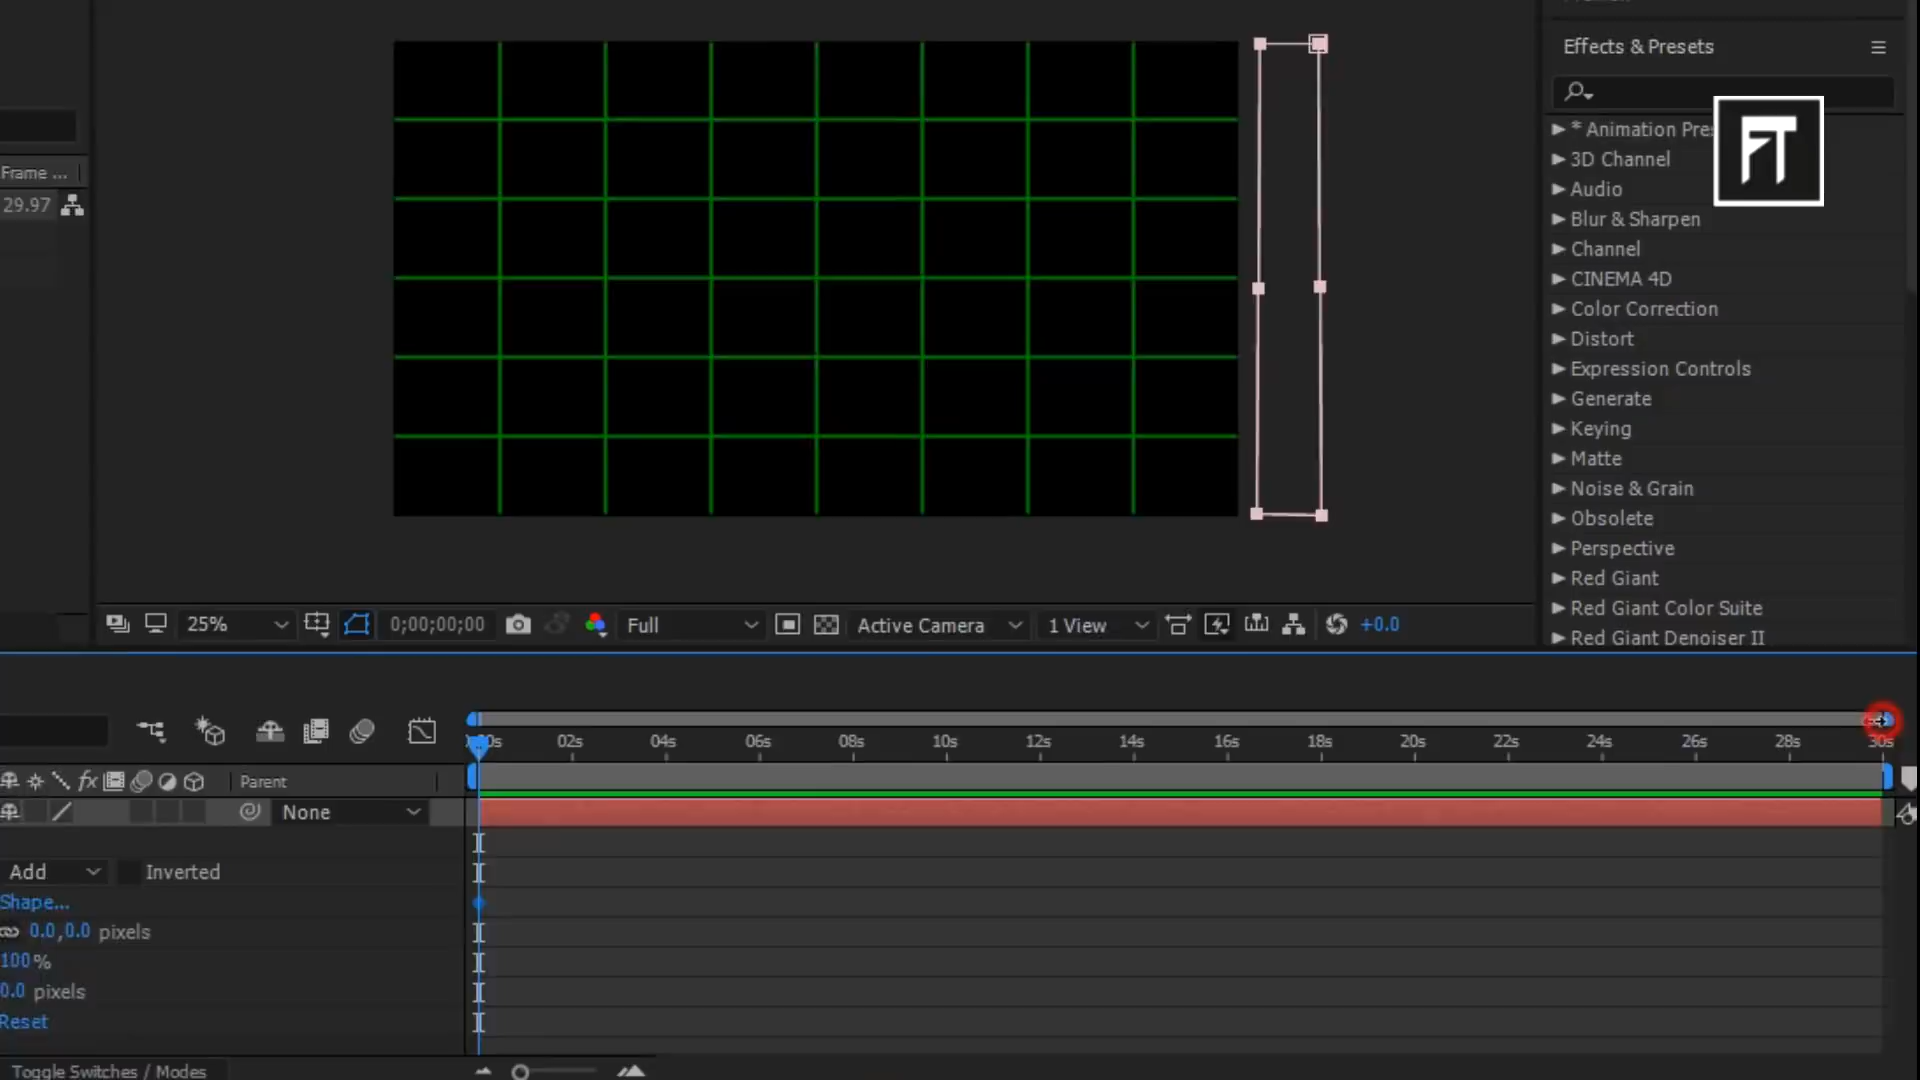 Effects & Presets
* Animation Pres
FT
3D Channel
Audio
Frame ...
29.97
Blur & Sharpen
Channel
CINEMA 4D
Color Correction
Distort
Expression Controls
Generate
Keying
Matte
Noise & Grain
Obsolete
Perspective
Red Giant
Red Giant Color Suite
Red Giant Denoiser II
25%
0;00;00;00
Full
Active Camera
1 View
+0.0
02s 04s 06s 08s 10s 12s 14s 16s 18s 20s 22s 24s 26s 28s 30s
fx
Parent
None
Add
Inverted
Shape...
0.0,0.0 pixels
100%
0.0 pixels
Reset
Toggle Switches / Modes